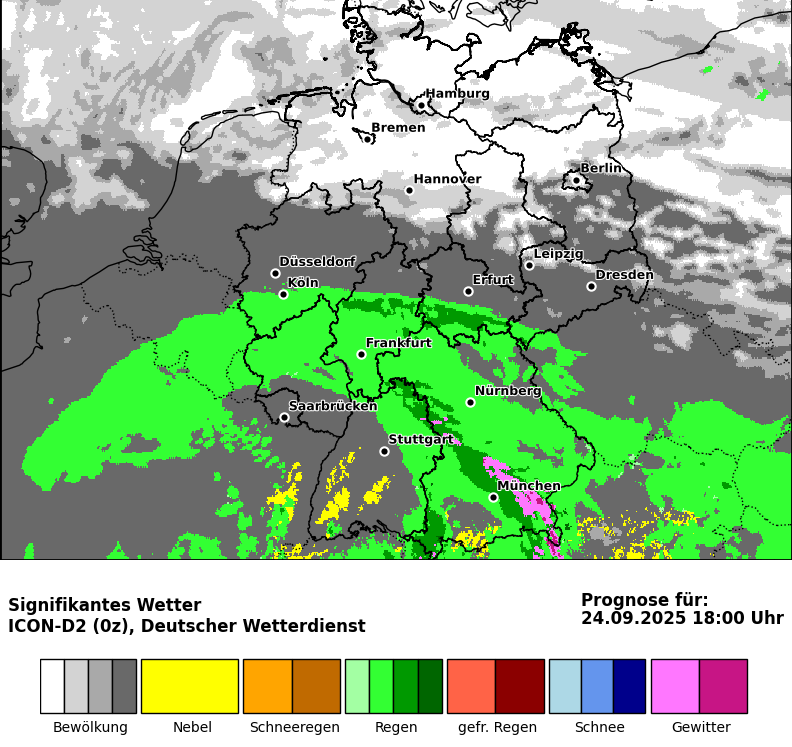 Hamburg
Bremen
Berlin
Hannover
Leipzig
Düsseldorf
Dresden
Köln
Erfurt
Frankfurt
Nürnberg
Saarbrücken
Stuttgart
München
Signifikantes Wetter
ICON-D2 (0z), Deutscher Wetterdienst
Prognose für:
24.09.2025 18:00 Uhr
Bewölkung Nebel Schneeregen Regen gefr. Regen Schnee Gewitter